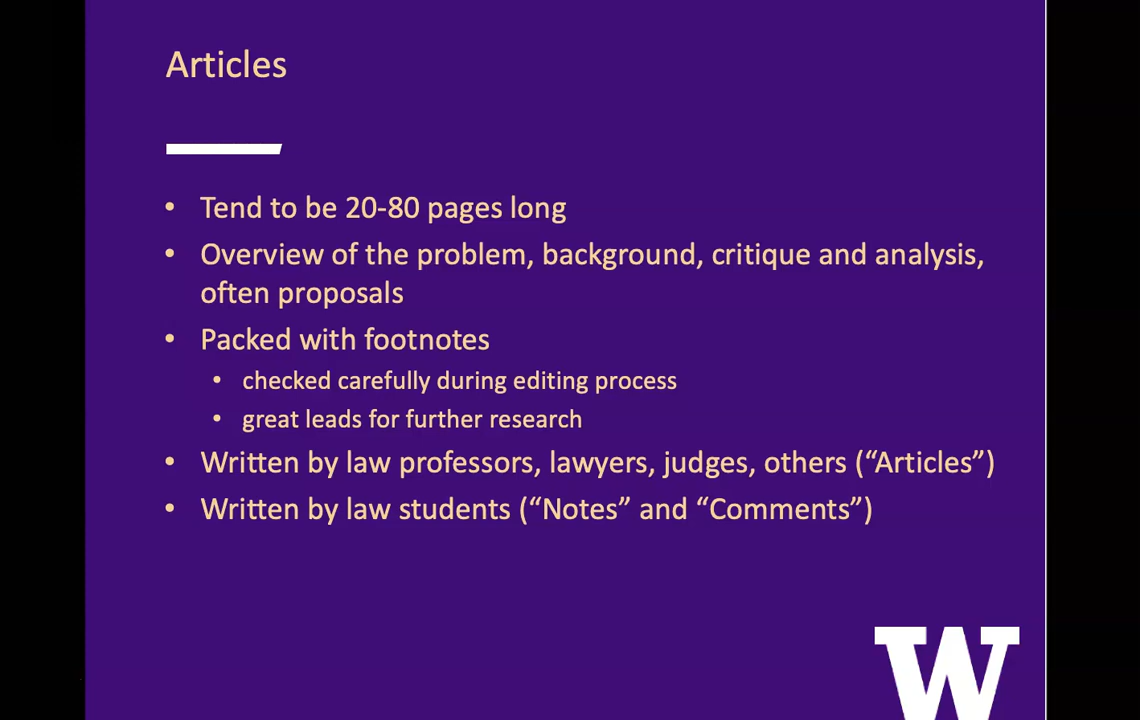 Articles
• Tend to be 20-80 pages long
• Overview of the problem, background, critique and analysis,
often proposals
• Packed with footnotes
• checked carefully during editing process
• great leads for further research
• Written by law professors, lawyers, judges, others (“Articles”)
• Written by law students (“Notes” and “Comments”)
W